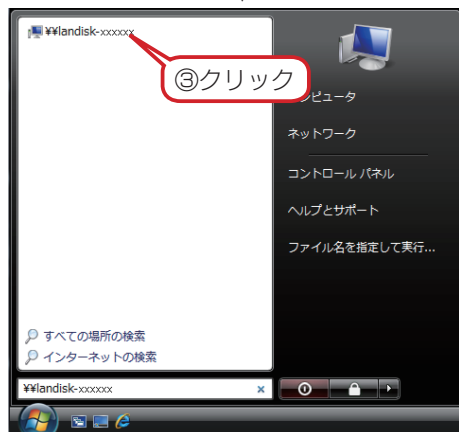 ¥¥landisk-xxxxxx
③クリック
コンピュータ
ネットワーク
コントロール パネル
ヘルプとサポート
ファイル名を指定して実行...
すべての場所の検索
インターネットの検索
¥¥landisk-xxxxxx